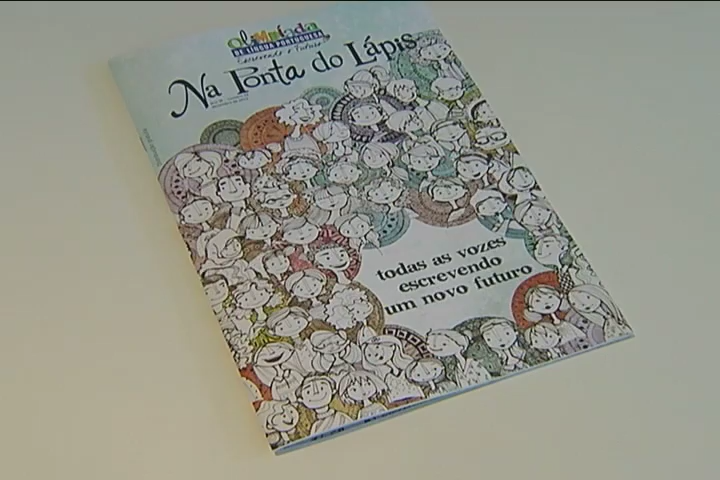 Olimpíada
DE LÍNGUA PORTUGUESA
Escrevendo o Futuro
Na Ponta do Lápis
todas as vozes
escrevendo
um novo futuro